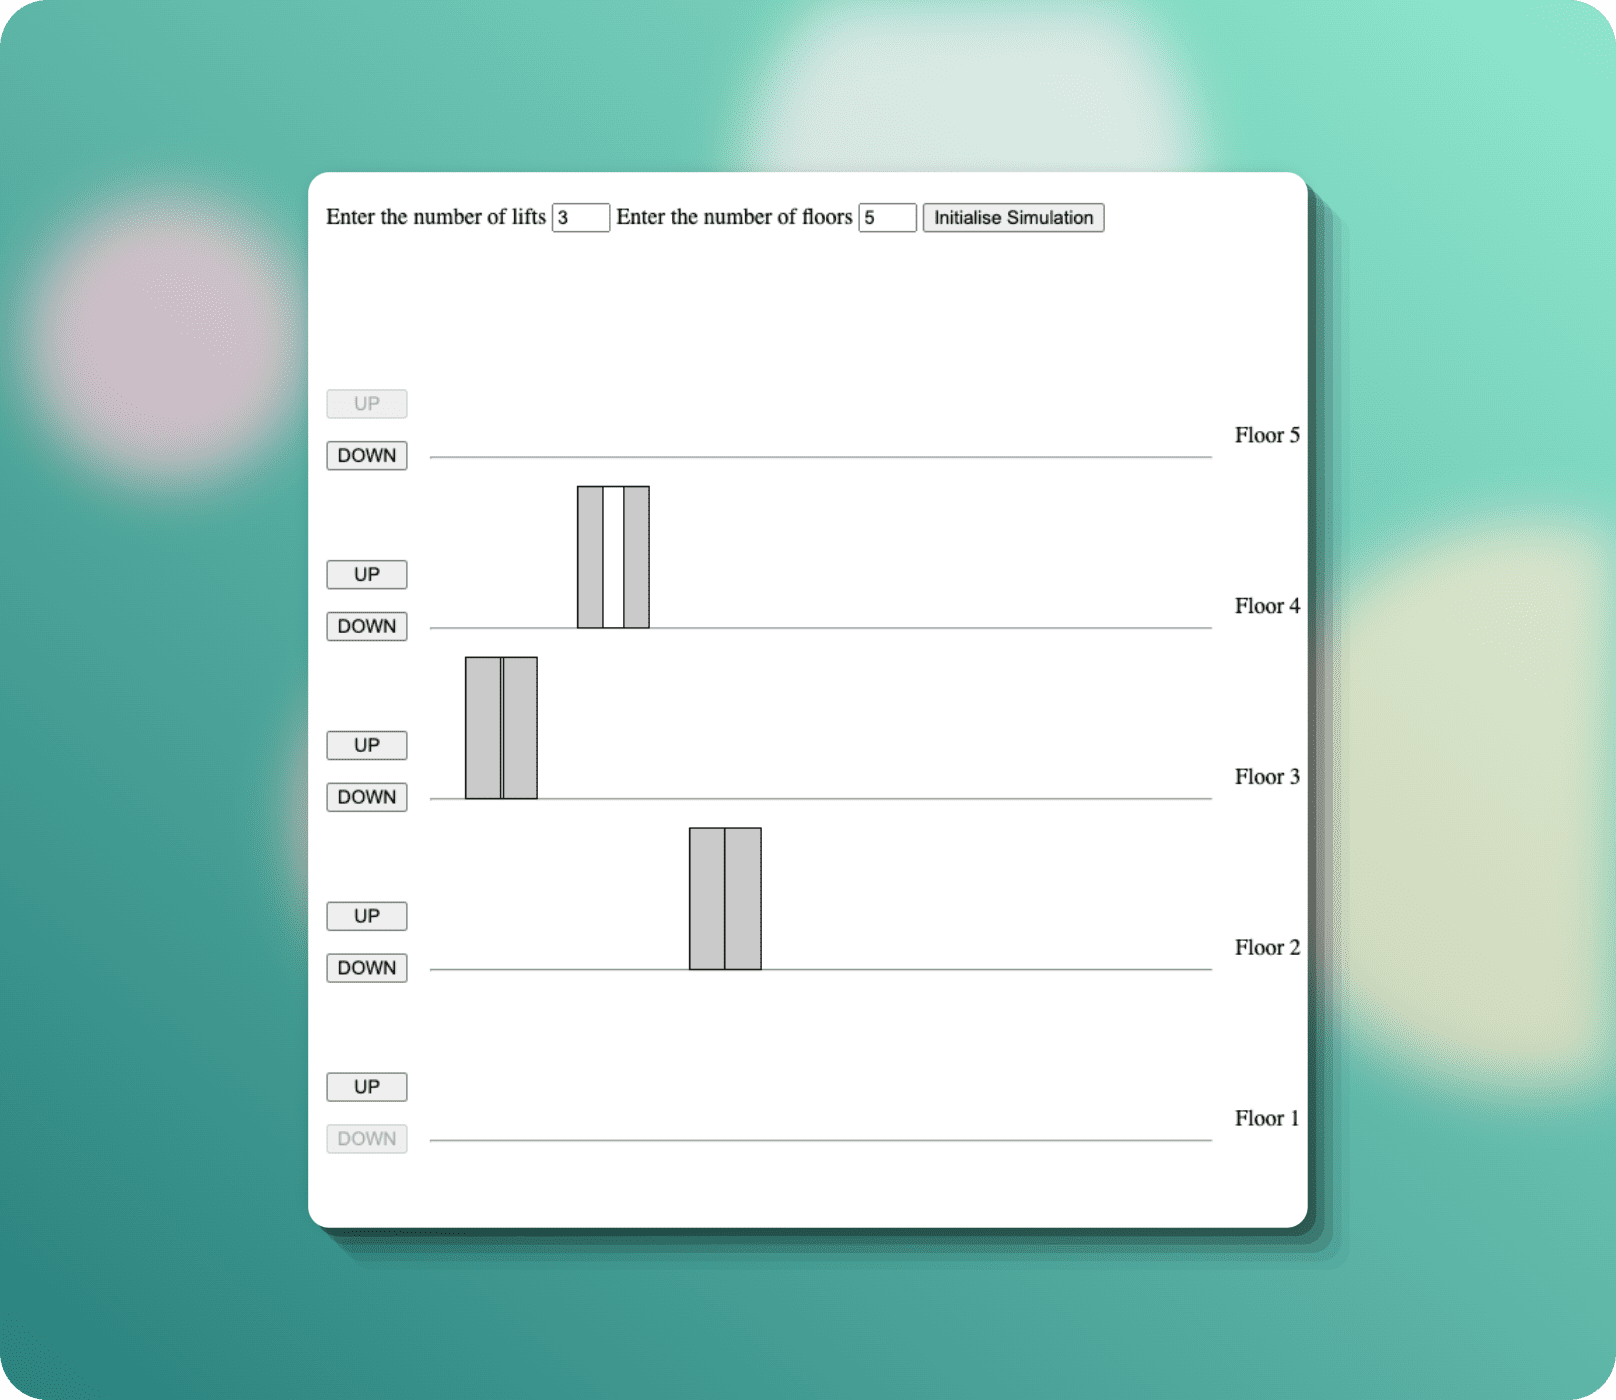 Enter the number of lifts 3 Enter the number of floors 5 Initialise Simulation
UP
Floor 5
DOWN
UP
Floor 4
DOWN
UP
Floor 3
DOWN
UP
Floor 2
DOWN
UP
Floor 1
DOWN